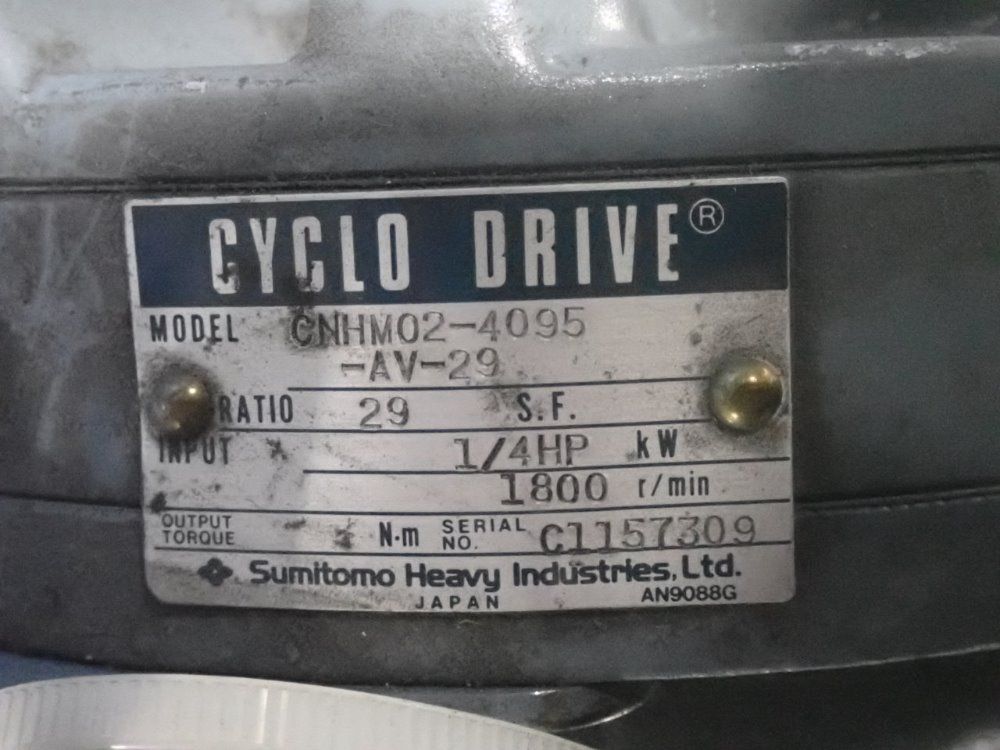 CYCLO DRIVE®
MODEL CNHM02-4095
-AV-29
RATIO 29 S.F.
INPUT 1/4HP kW
1800 r/min
OUTPUT TORQUE N·m SERIAL NO. C1157309
Sumitomo Heavy Industries, Ltd.
JAPAN AN9088G